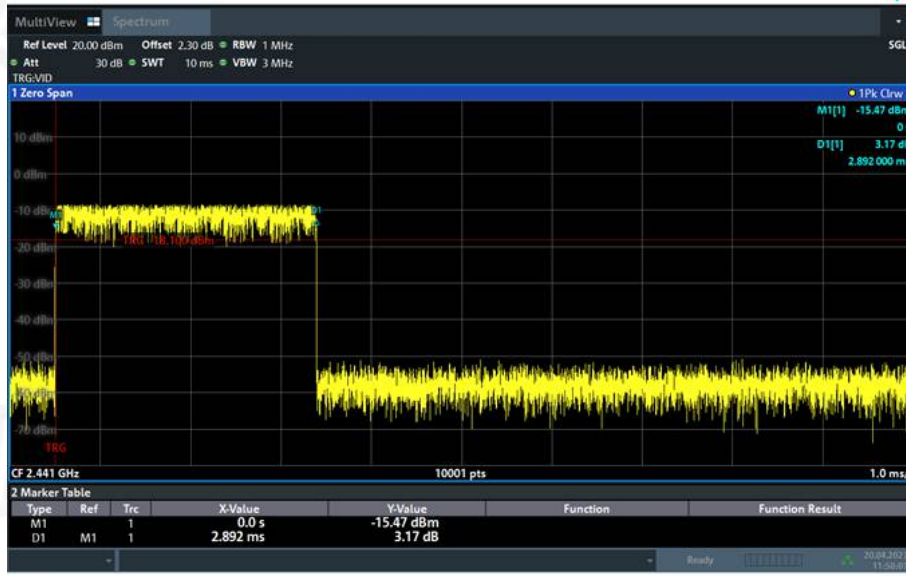 MultiView Spectrum
Ref Level 20.00 dBm Offset 2.30 dB RBW 1 MHz SGL
Att 30 dB SWT 10 ms VBW 3 MHz
TRG:VID
1 Zero Span 1Pk Clrw
M1[1] -15.47 dBm
0
10 dBm
D1[1] 3.17 d
2.892 000 m
0 dBm
-10 dBm
M1
D1
TRG -18.100 dBm
-20 dBm
-30 dBm
-40 dBm
-50 dBm
-70 dBm
TRG
CF 2.441 GHz 10001 pts 1.0 ms/
2 Marker Table
Type Ref Trc X-Value Y-Value Function Function Result
M1 1 0.0 s -15.47 dBm
D1 M1 1 2.892 ms 3.17 dB
Ready